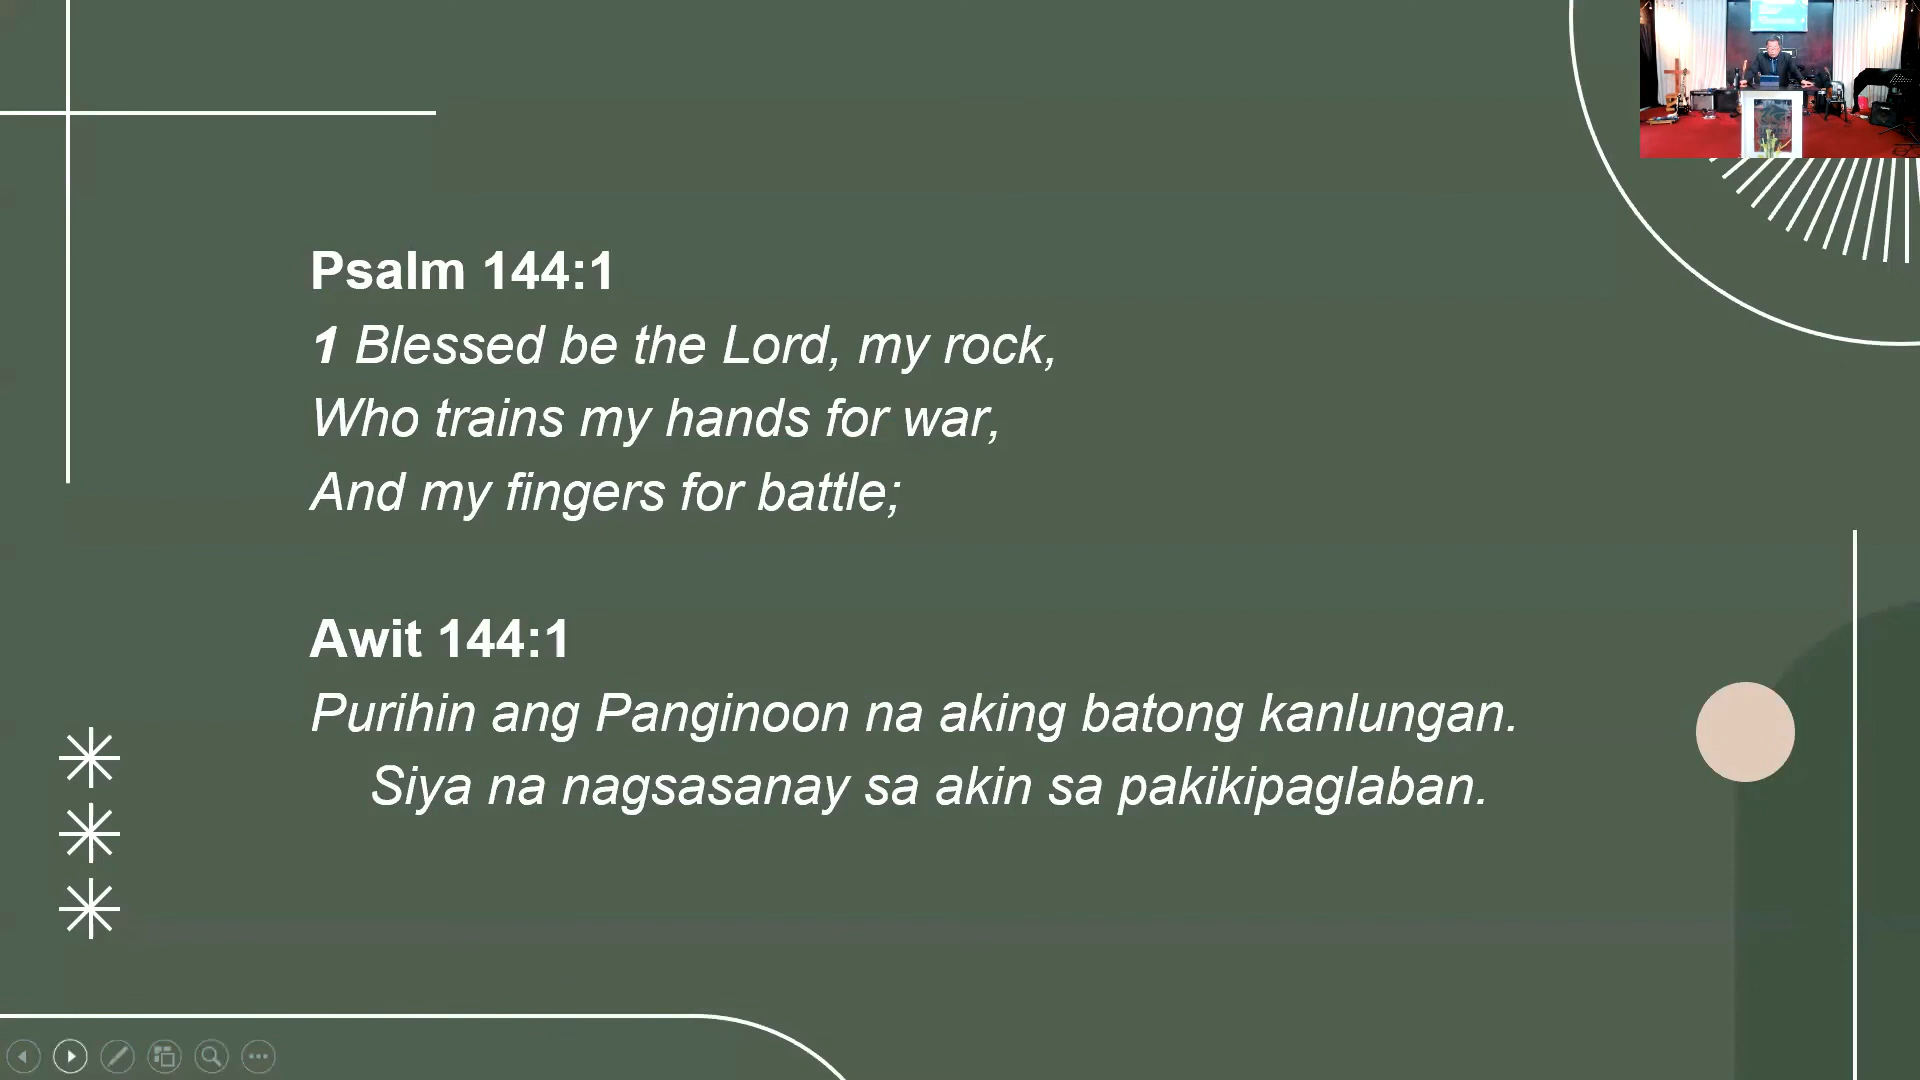 Psalm 144:1
1 Blessed be the Lord, my rock,
Who trains my hands for war,
And my fingers for battle;
Awit 144:1
Purihin ang Panginoon na aking batong kanlungan.
Siya na nagsasanay sa akin sa pakikipaglaban.